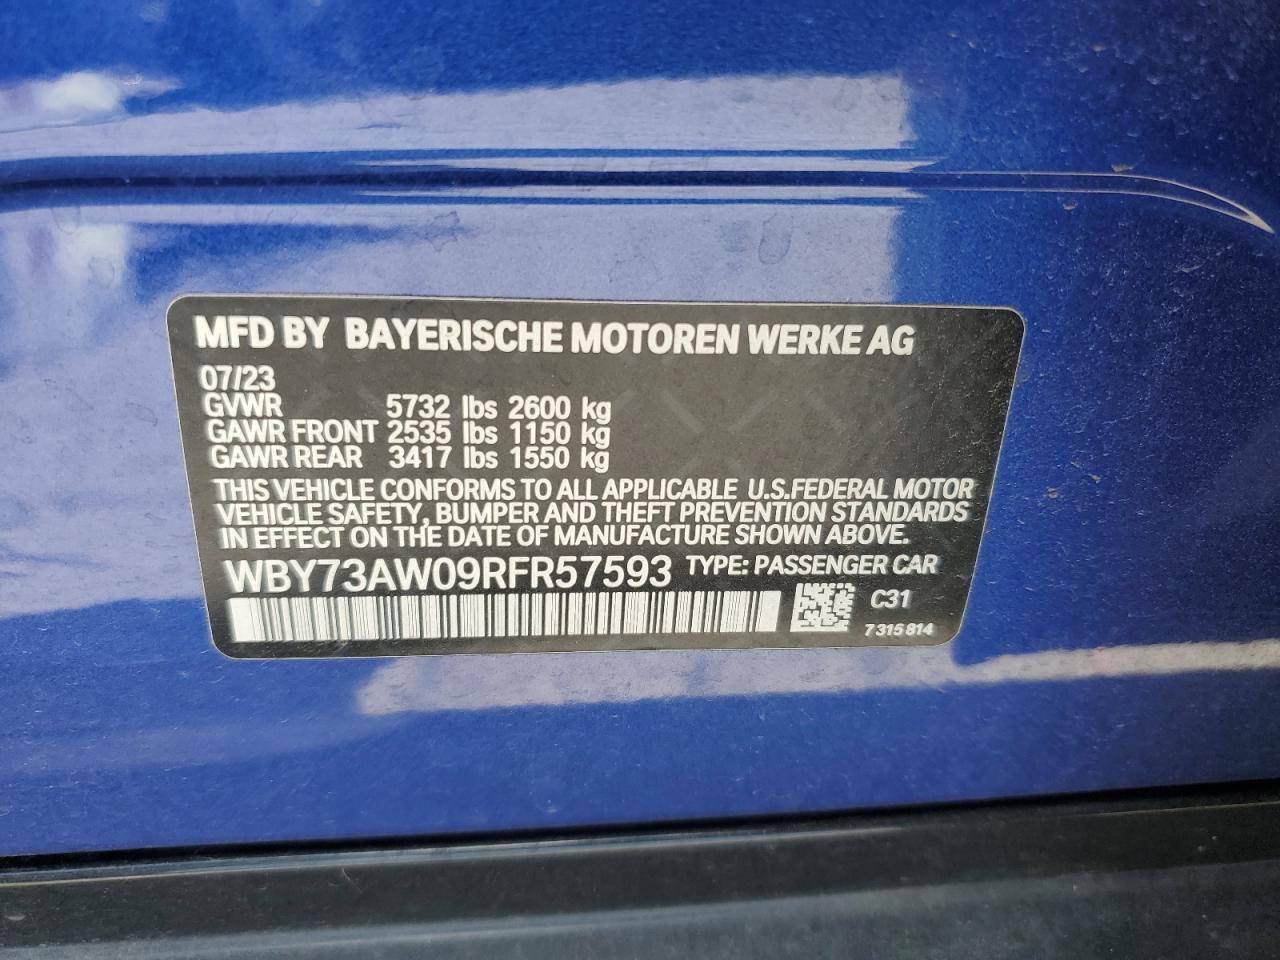 MFD BY BAYERISCHE MOTOREN WERKE AG
07/23
GVWR 5732 lbs 2600 kg
GAWR FRONT 2535 lbs 1150 kg
GAWR REAR 3417 lbs 1550 kg
THIS VEHICLE CONFORMS TO ALL APPLICABLE U.S.FEDERAL MOTOR
VEHICLE SAFETY, BUMPER AND THEFT PREVENTION STANDARDS
IN EFFECT ON THE DATE OF MANUFACTURE SHOWN ABOVE.
WBY73AW09RFR57593 TYPE: PASSENGER CAR
C31
7 315 814